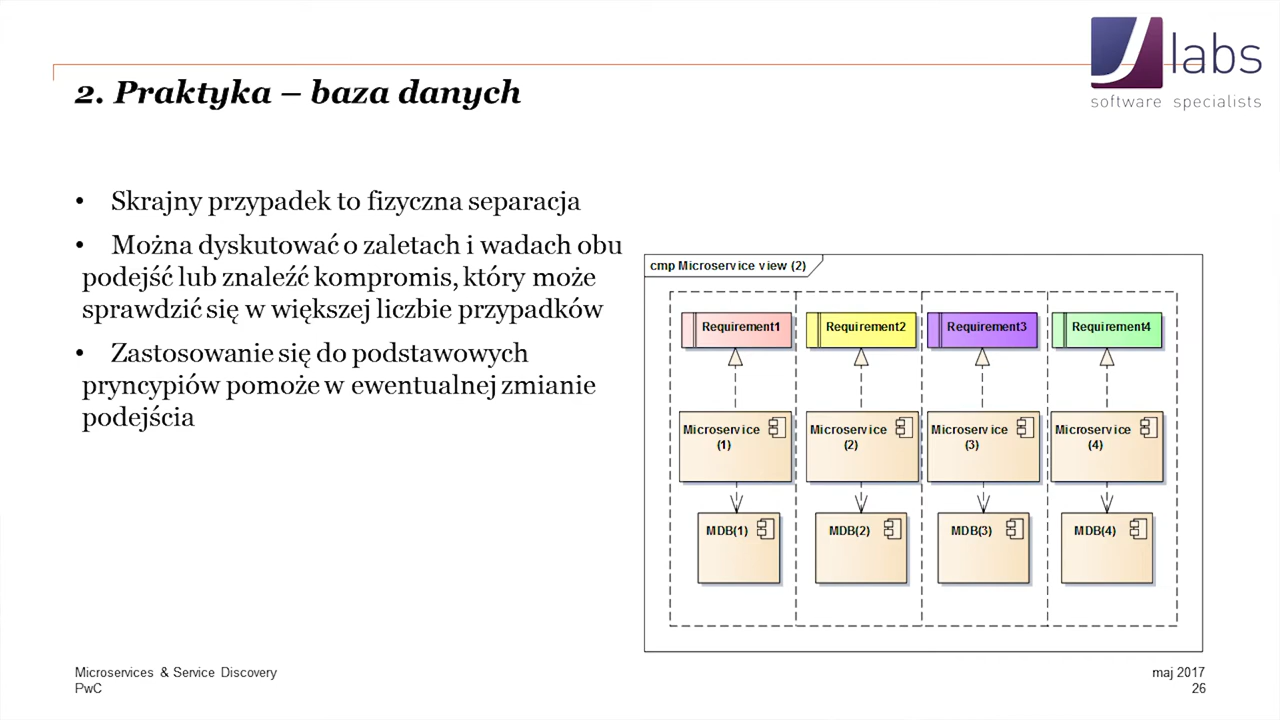 labs
software specialists
2. Praktyka – baza danych
• Skrajny przypadek to fizyczna separacja
• Można dyskutować o zaletach i wadach obu
podejść lub znaleźć kompromis, który może
sprawdzić się w większej liczbie przypadków
• Zastosowanie się do podstawowych
pryncypiów pomoże w ewentualnej zmianie
podejścia
cmp Microservice view (2)
Requirement1
Requirement2
Requirement3
Requirement4
Microservice
(1)
Microservice
(2)
Microservice
(3)
Microservice
(4)
MDB(1)
MDB(2)
MDB(3)
MDB(4)
Microservices & Service Discovery
PwC
maj 2017
26